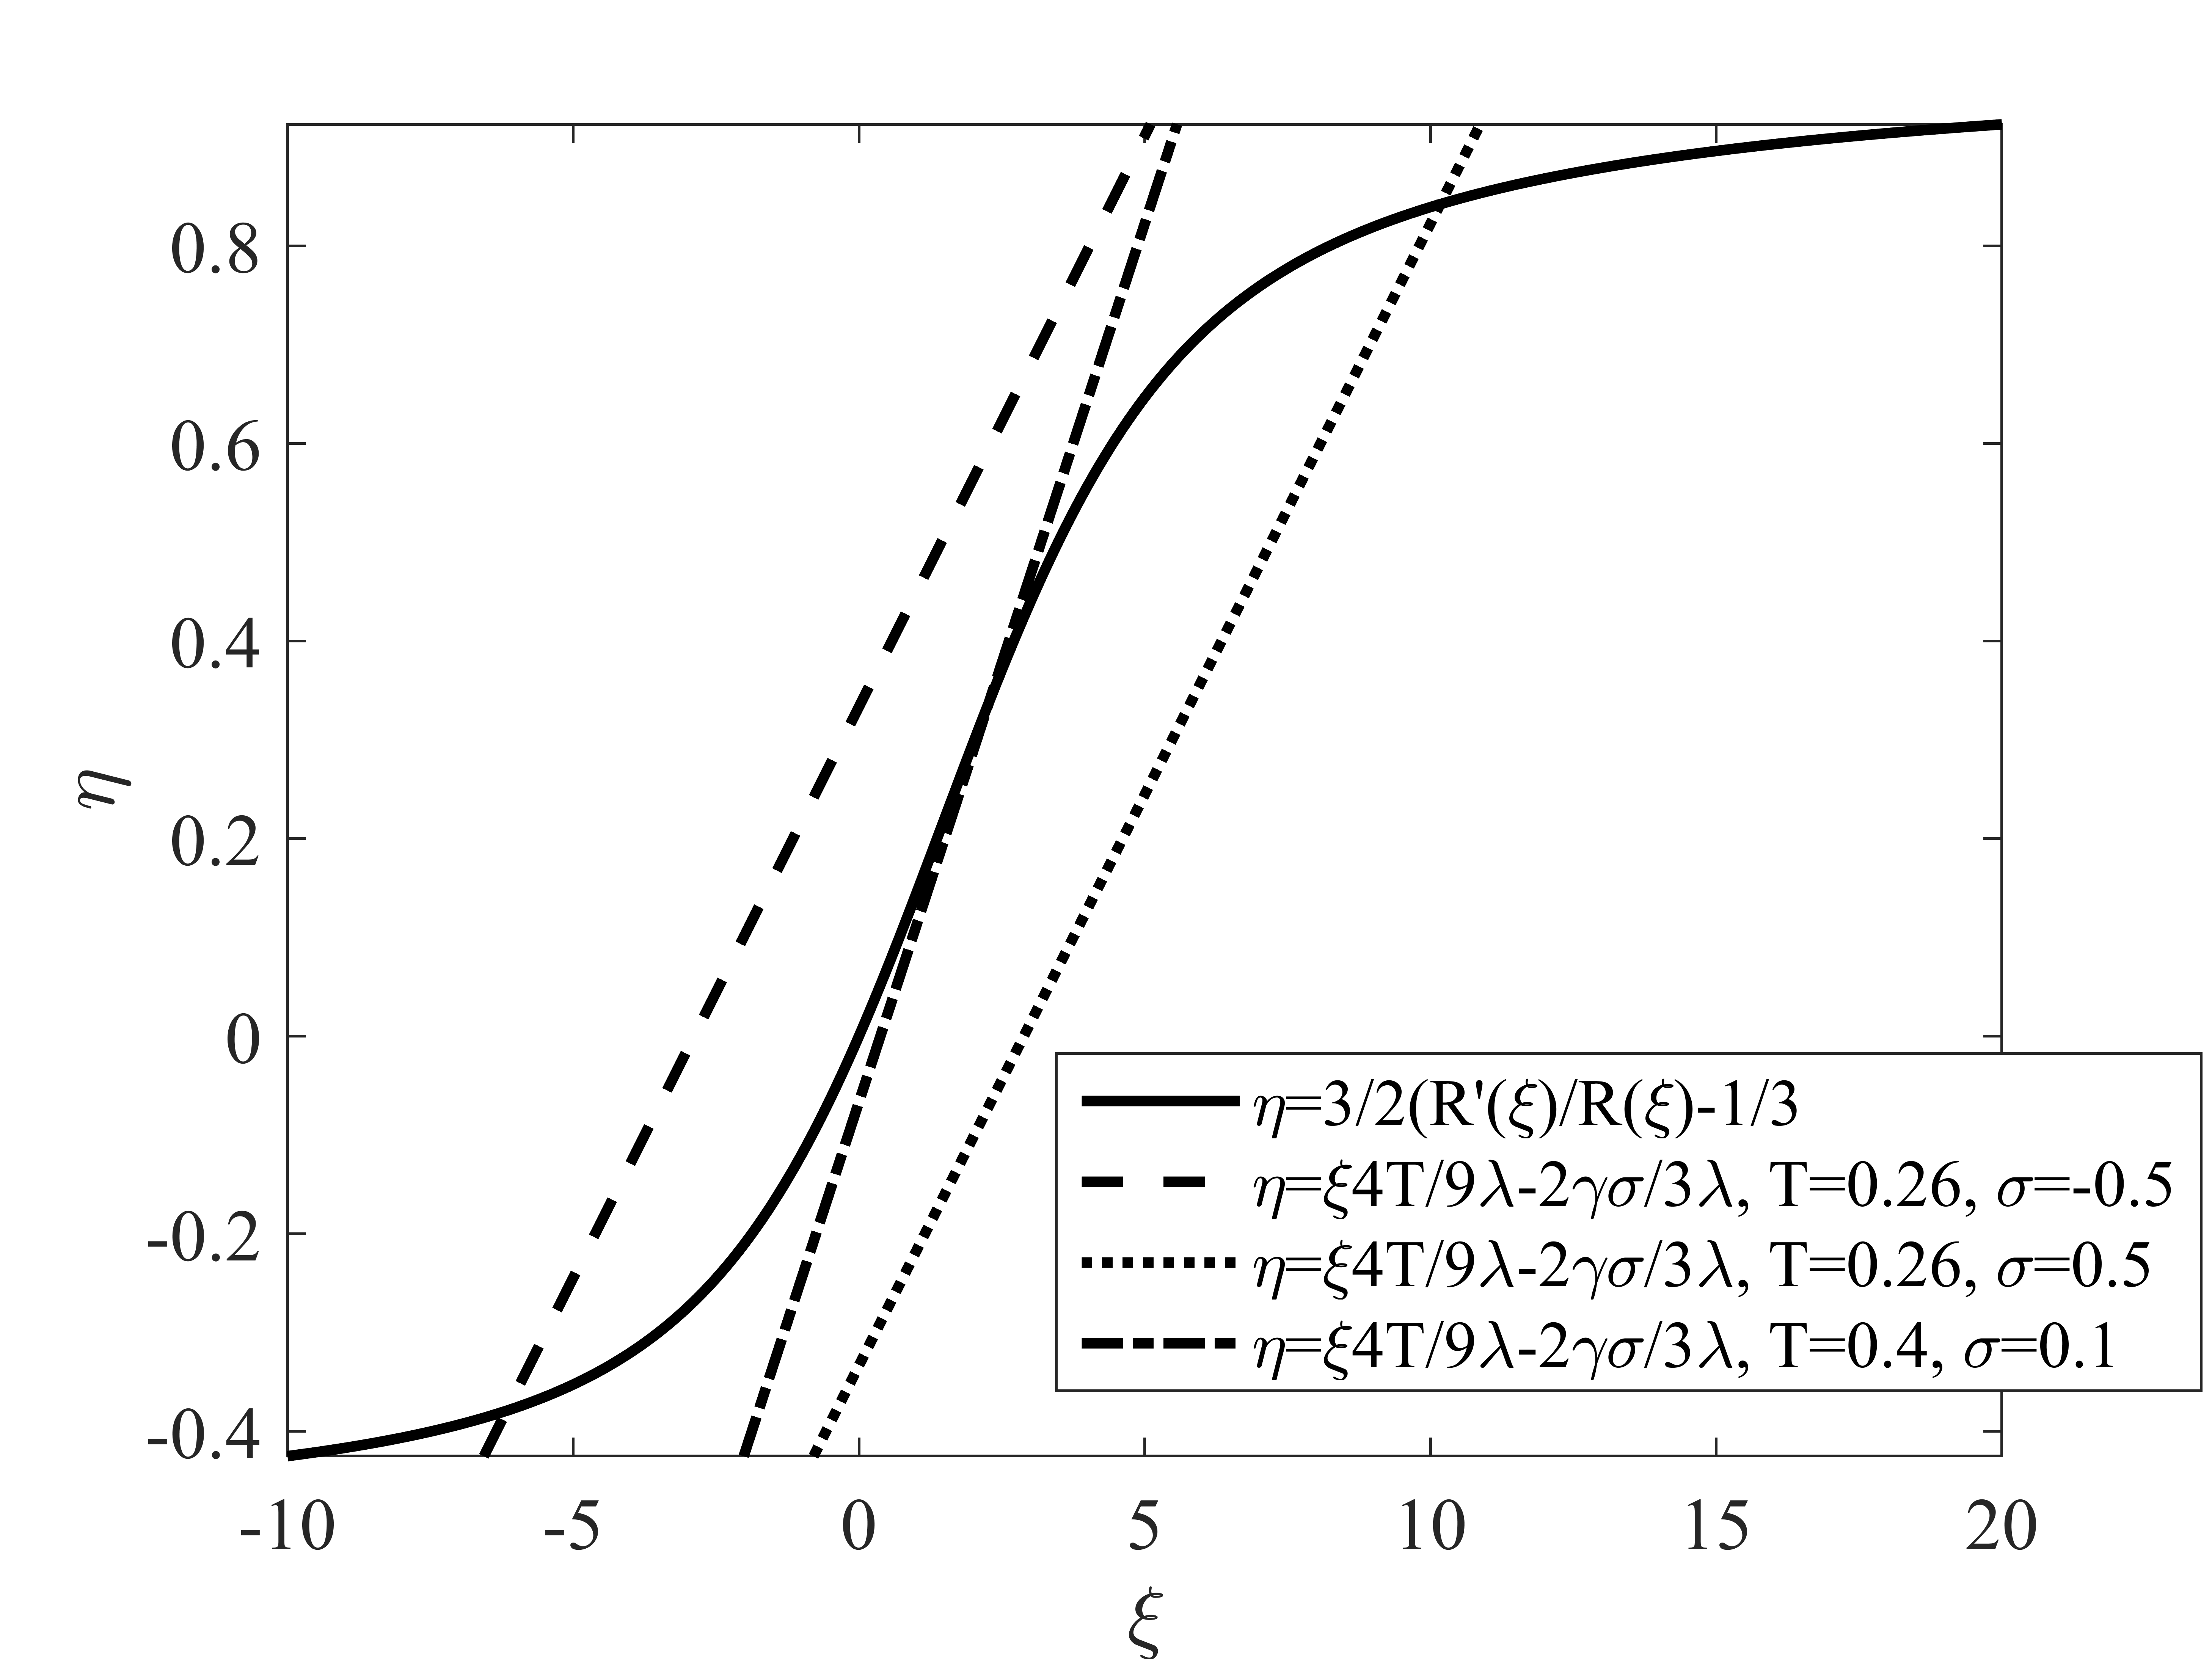 0.8
0.6
0.4
0.2
0
-0.2
-0.4
η
-10 -5 0 5 10 15 20
ξ
η=3/2(R'(ξ)/R(ξ)-1/3
η=ξ4T/9λ-2γσ/3λ, T=0.26, σ=-0.5
η=ξ4T/9λ-2γσ/3λ, T=0.26, σ=0.5
η=ξ4T/9λ-2γσ/3λ, T=0.4, σ=0.1